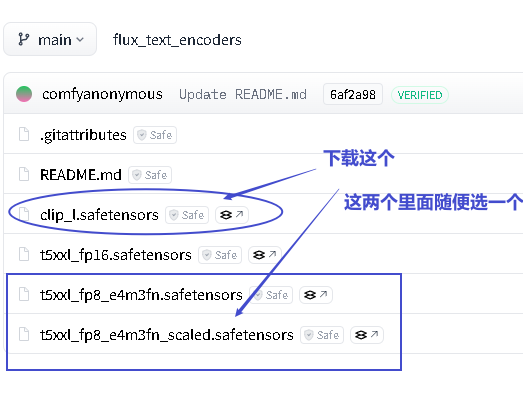 main flux_text_encoders
comfyanonymous Update README.md 6af2a98 VERIFIED
.gitattributes Safe
下载这个
README.md Safe
这两个里面随便选一个
clip_l.safetensors Safe
t5xxl_fp16.safetensors Safe
t5xxl_fp8_e4m3fn.safetensors Safe
t5xxl_fp8_e4m3fn_scaled.safetensors Safe